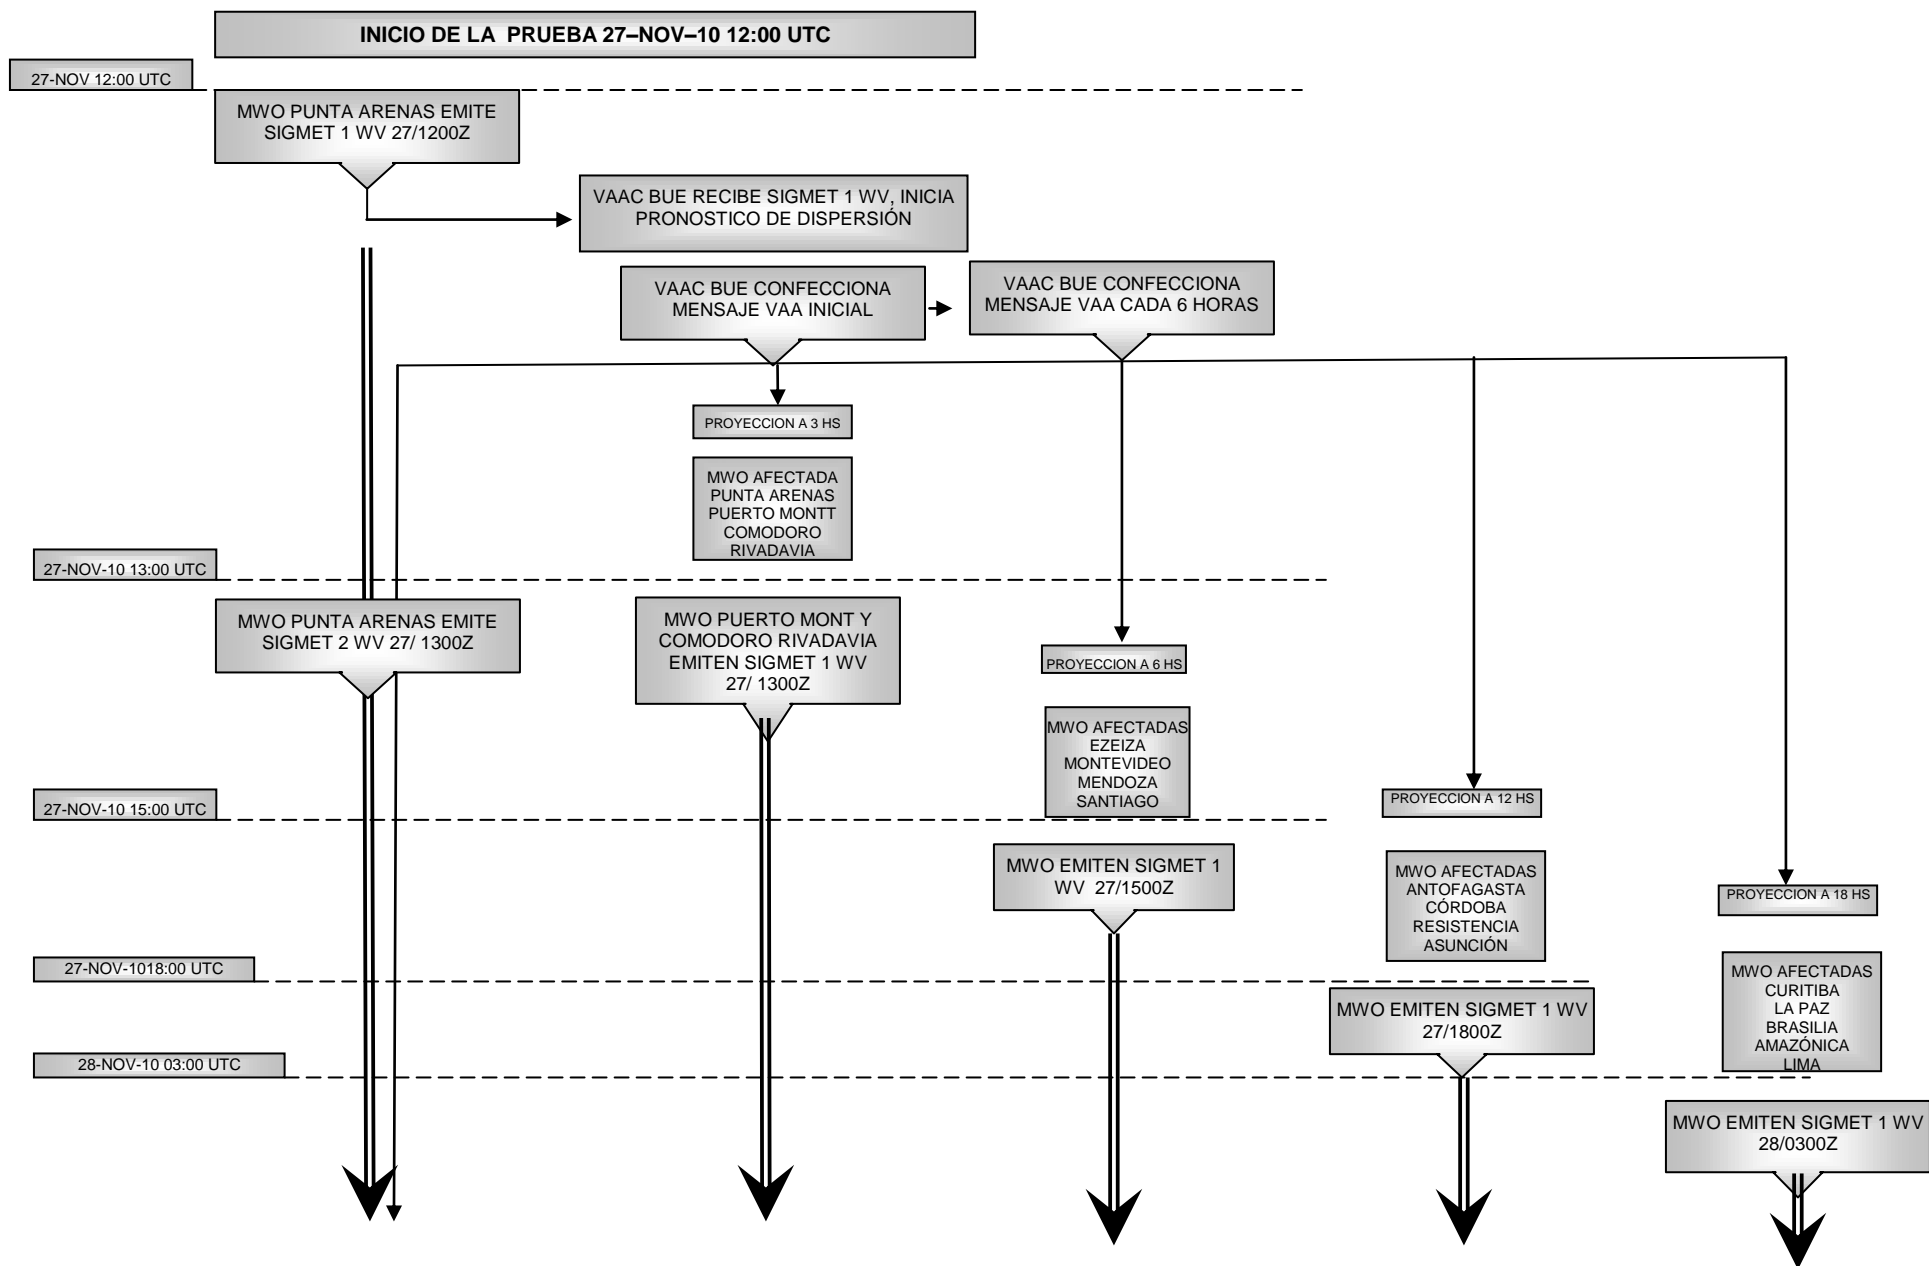 INICIO DE LA PRUEBA 27–NOV–10 12:00 UTC
27-NOV 12:00 UTC
MWO PUNTA ARENAS EMITE
SIGMET 1 WV 27/1200Z
VAAC BUE RECIBE SIGMET 1 WV, INICIA
PRONOSTICO DE DISPERSIÓN
VAAC BUE CONFECCIONA
MENSAJE VAA INICIAL
VAAC BUE CONFECCIONA
MENSAJE VAA CADA 6 HORAS
PROYECCION A 3 HS
MWO AFECTADA
PUNTA ARENAS
PUERTO MONTT
COMODORO
RIVADAVIA
27-NOV-10 13:00 UTC
MWO PUNTA ARENAS EMITE
SIGMET 2 WV 27/ 1300Z
MWO PUERTO MONT Y
COMODORO RIVADAVIA
EMITEN SIGMET 1 WV
27/ 1300Z
PROYECCION A 6 HS
MWO AFECTADAS
EZEIZA
MONTEVIDEO
MENDOZA
SANTIAGO
27-NOV-10 15:00 UTC
PROYECCION A 12 HS
MWO EMITEN SIGMET 1
WV 27/1500Z
MWO AFECTADAS
ANTOFAGASTA
CÓRDOBA
RESISTENCIA
ASUNCIÓN
PROYECCION A 18 HS
27-NOV-1018:00 UTC
MWO AFECTADAS
CURITIBA
LA PAZ
BRASILIA
AMAZÓNICA
LIMA
MWO EMITEN SIGMET 1 WV
27/1800Z
28-NOV-10 03:00 UTC
MWO EMITEN SIGMET 1 WV
28/0300Z